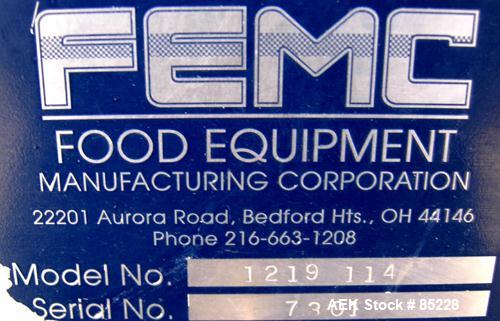 FEMC
FOOD EQUIPMENT
MANUFACTURING CORPORATION
22201 Aurora Road, Bedford Hts., OH 44146
Phone 216-663-1208
Model No. 1219 114
Serial No.
AEK Stock # 85228